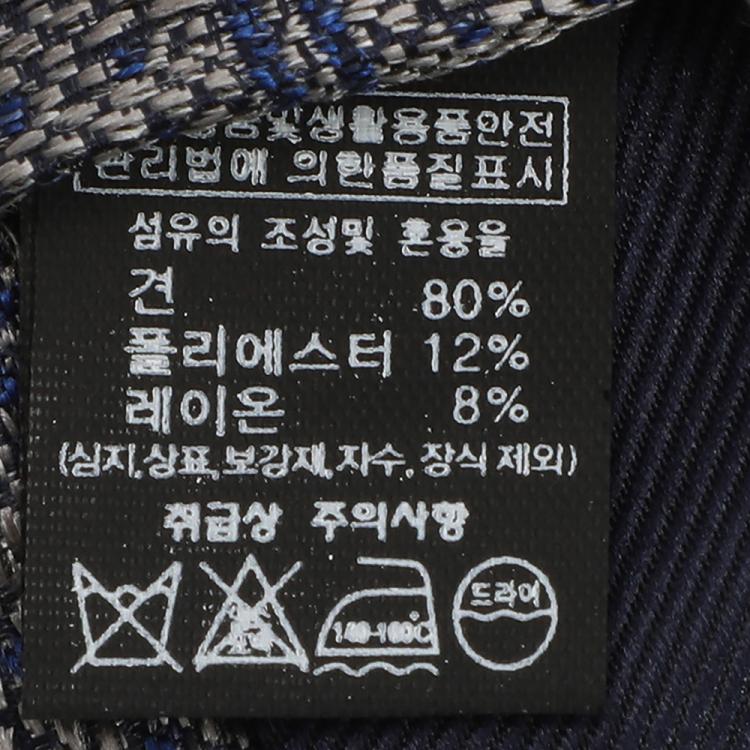 및생활용품안전
관리법에 의한품질표시
섬유의 조성및 혼용율
견 80%
폴리에스터 12%
레이온 8%
(심지,상표,보강재,자수, 장식 제외)
취급상 주의사항
140-160℃ 드라이